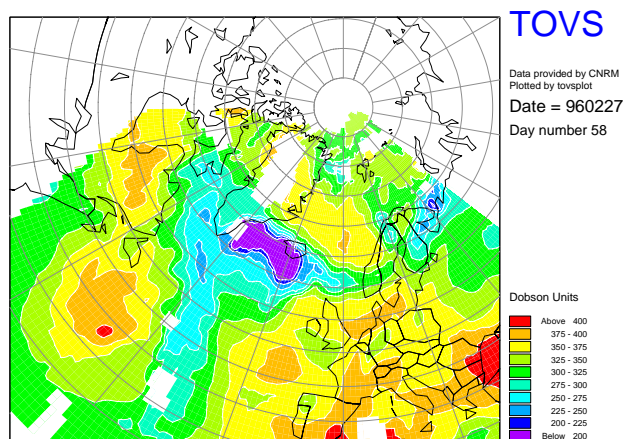 TOVS
Data provided by CNRM
Plotted by tovsplot
Date = 960227
Day number 58
Dobson Units
Above 400
375 - 400
350 - 375
325 - 350
300 - 325
275 - 300
250 - 275
225 - 250
200 - 225
Below 200